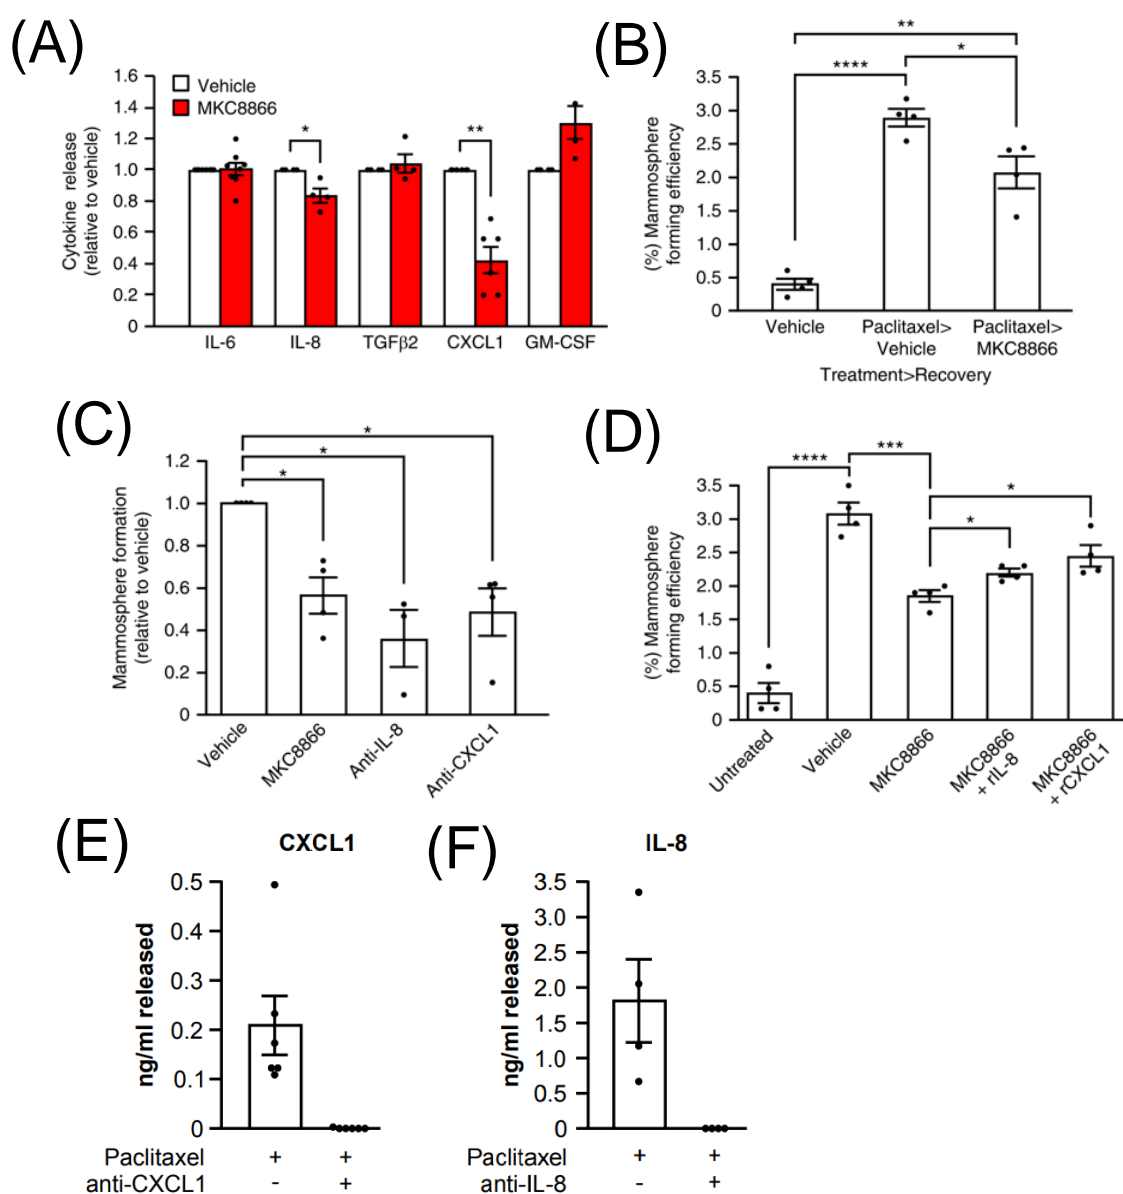 (A)
1.6
1.4
1.2
1.0
0.8
0.6
0.4
0.2
0
Cytokine release
(relative to vehicle)
Vehicle
MKC8866
*
**
IL-6 IL-8 TGFβ2 CXCL1 GM-CSF
(B)
**
*
****
3.5
3.0
2.5
2.0
1.5
1.0
0.5
0
(%) Mammosphere
forming efficiency
Vehicle Paclitaxel> Paclitaxel>
Vehicle MKC8866
Treatment>Recovery
(C)
*
*
*
1.2
1.0
0.8
0.6
0.4
0.2
0
Mammosphere formation
(relative to vehicle)
Vehicle
MKC8866
Anti-IL-8
Anti-CXCL1
(D)
****
***
*
*
3.5
3.0
2.5
2.0
1.5
1.0
0.5
0
(%) Mammosphere
forming efficiency
Untreated
Vehicle
MKC8866
MKC8866
+ rIL-8
MKC8866
+ rCXCL1
(E)
CXCL1
0.5
0.4
0.3
0.2
0.1
0
ng/ml released
Paclitaxel + +
anti-CXCL1 - +
(F)
IL-8
3.5
3.0
2.5
2.0
1.5
1.0
0.5
0
ng/ml released
Paclitaxel + +
anti-IL-8 - +